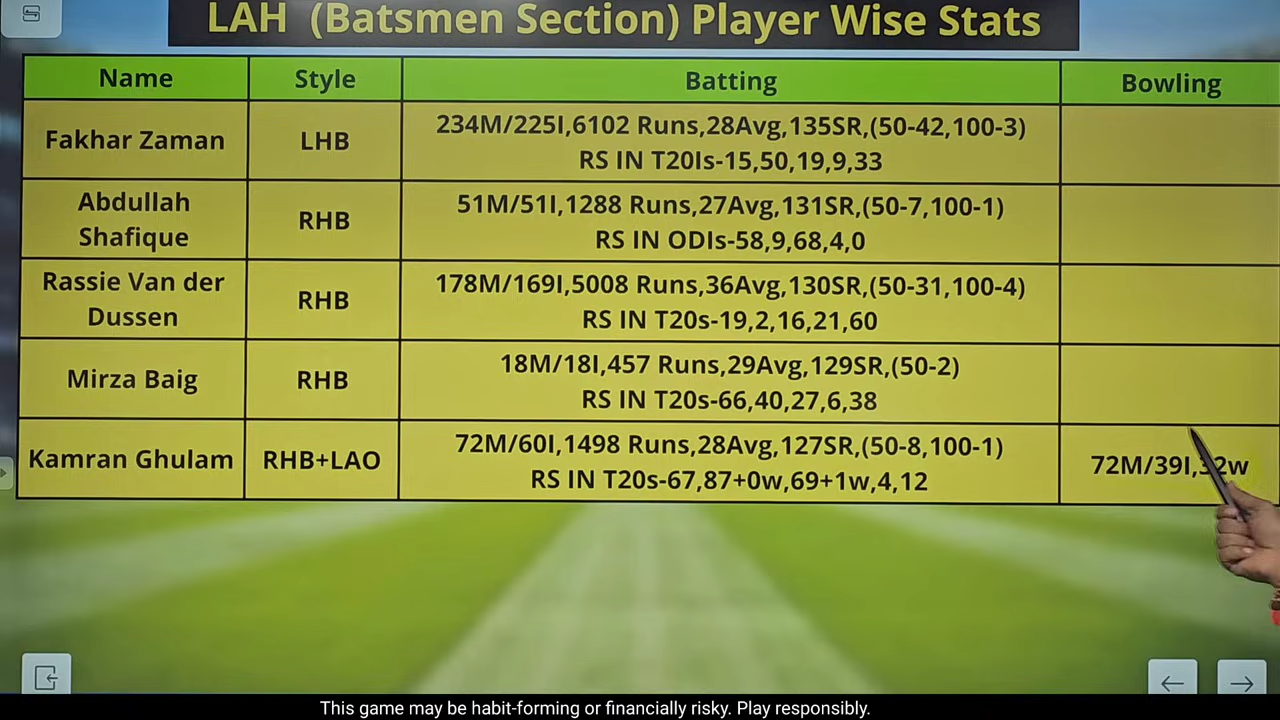 LAH (Batsmen Section) Player Wise Stats
Name Style Batting Bowling
Fakhar Zaman LHB 234M/225I,6102 Runs,28Avg,135SR,(50-42,100-3)
RS IN T20Is-15,50,19,9,33
Abdullah
Shafique RHB 51M/51I,1288 Runs,27Avg,131SR,(50-7,100-1)
RS IN ODIs-58,9,68,4,0
Rassie Van der
Dussen RHB 178M/169I,5008 Runs,36Avg,130SR,(50-31,100-4)
RS IN T20s-19,2,16,21,60
Mirza Baig RHB 18M/18I,457 Runs,29Avg,129SR,(50-2)
RS IN T20s-66,40,27,6,38
Kamran Ghulam RHB+LAO 72M/60I,1498 Runs,28Avg,127SR,(50-8,100-1)
RS IN T20s-67,87+0w,69+1w,4,12
72M/39I,32w
This game may be habit-forming or financially risky. Play responsibly.